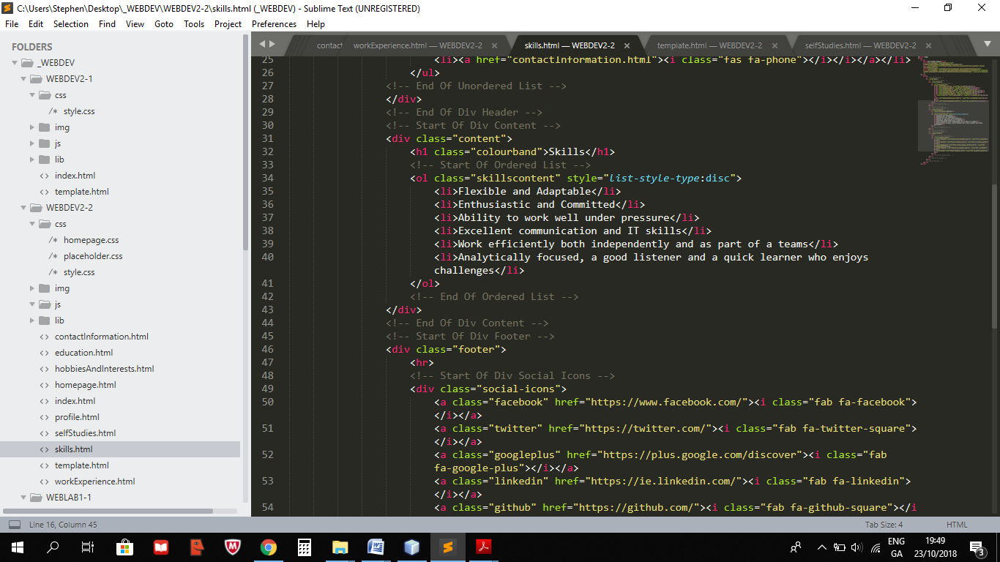 C:\Users\Stephen\Desktop\_WEBDEV\WEBDEV2-2\skills.html (_WEBDEV) - Sublime Text (UNREGISTERED)
File Edit Selection Find View Goto Tools Project Preferences Help
FOLDERS
_WEBDEV
WEBDEV2-1
css
/* style.css
img
js
lib
<> index.html
<> template.html
WEBDEV2-2
css
/* homepage.css
/* placeholder.css
/* style.css
img
js
lib
<> contactInformation.html
<> education.html
<> hobbiesAndInterests.html
<> homepage.html
<> index.html
<> profile.html
<> selfStudies.html
<> skills.html
<> template.html
<> workExperience.html
WEBLAB1-1
contact workExperience.html — WEBDEV2-2 × skills.html — WEBDEV2-2 × template.html — WEBDEV2-2 × selfStudies.html — WEBDEV2-2 ×
25 <li><a href="contactInformation.html"><i class="fas fa-phone"></i></i></a></li>
26 </ul>
27 <!-- End Of Unordered List -->
28 </div>
29 <!-- End Of Div Header -->
30 <!-- Start Of Div Content -->
31 <div class="content">
32 <h1 class="colourband">Skills</h1>
33 <!-- Start Of Ordered List -->
34 <ol class="skillscontent" style="list-style-type:disc">
35 <li>Flexible and Adaptable</li>
36 <li>Enthusiastic and Committed</li>
37 <li>Ability to work well under pressure</li>
38 <li>Excellent communication and IT skills</li>
39 <li>Work efficiently both independently and as part of a teams</li>
40 <li>Analytically focused, a good listener and a quick learner who enjoys
challenges</li>
41 </ol>
42 <!-- End Of Ordered List -->
43 </div>
44 <!-- End Of Div Content -->
45 <!-- Start Of Div Footer -->
46 <div class="footer">
47 <hr>
48 <!-- Start Of Div Social Icons -->
49 <div class="social-icons">
50 <a class="facebook" href="https://www.facebook.com/"><i class="fab fa-facebook">
</i></a>
51 <a class="twitter" href="https://twitter.com/"><i class="fab fa-twitter-square">
</i></a>
52 <a class="googleplus" href="https://plus.google.com/discover"><i class="fab
fa-google-plus"></i></a>
53 <a class="linkedin" href="https://ie.linkedin.com/"><i class="fab fa-linkedin">
</i></a>
54 <a class="github" href="https://github.com/"><i class="fab fa-github-square"></i
Line 16, Column 45
Tab Size: 4
HTML
ENG
GA
19:49
23/10/2018
3